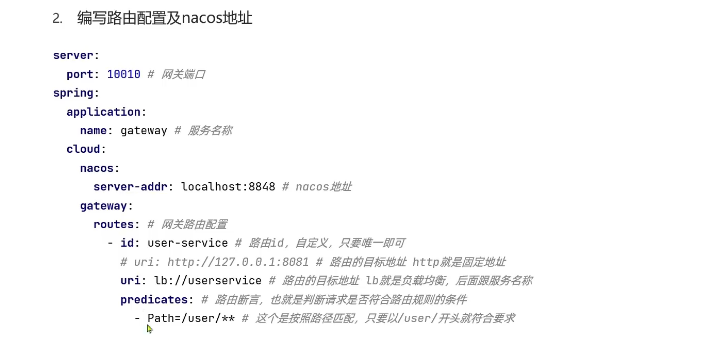 2. 编写路由配置及nacos地址
server:
  port: 10010 # 网关端口
spring:
  application:
    name: gateway # 服务名称
  cloud:
    nacos:
      server-addr: localhost:8848 # nacos地址
    gateway:
      routes: # 网关路由配置
        - id: user-service # 路由id，自定义，只要唯一即可
          # uri: http://127.0.0.1:8081 # 路由的目标地址 http就是固定地址
          uri: lb://userservice # 路由的目标地址 lb就是负载均衡，后面跟服务名称
          predicates: # 路由断言，也就是判断请求是否符合路由规则的条件
            - Path=/user/** # 这个是按照路径匹配，只要以/user/开头就符合要求